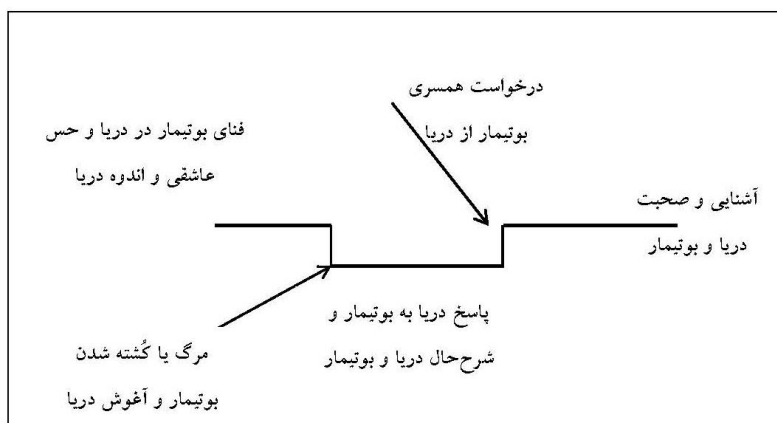 درخواست همسری
بوتیمار از دریا
فنای بوتیمار در دریا و حس
عاشقی و اندوه دریا
آشنایی و صحبت
دریا و بوتیمار
پاسخ دریا به بوتیمار و
شرح‌حال دریا و بوتیمار
مرگ یا کُشته شدن
بوتیمار و آغوش دریا